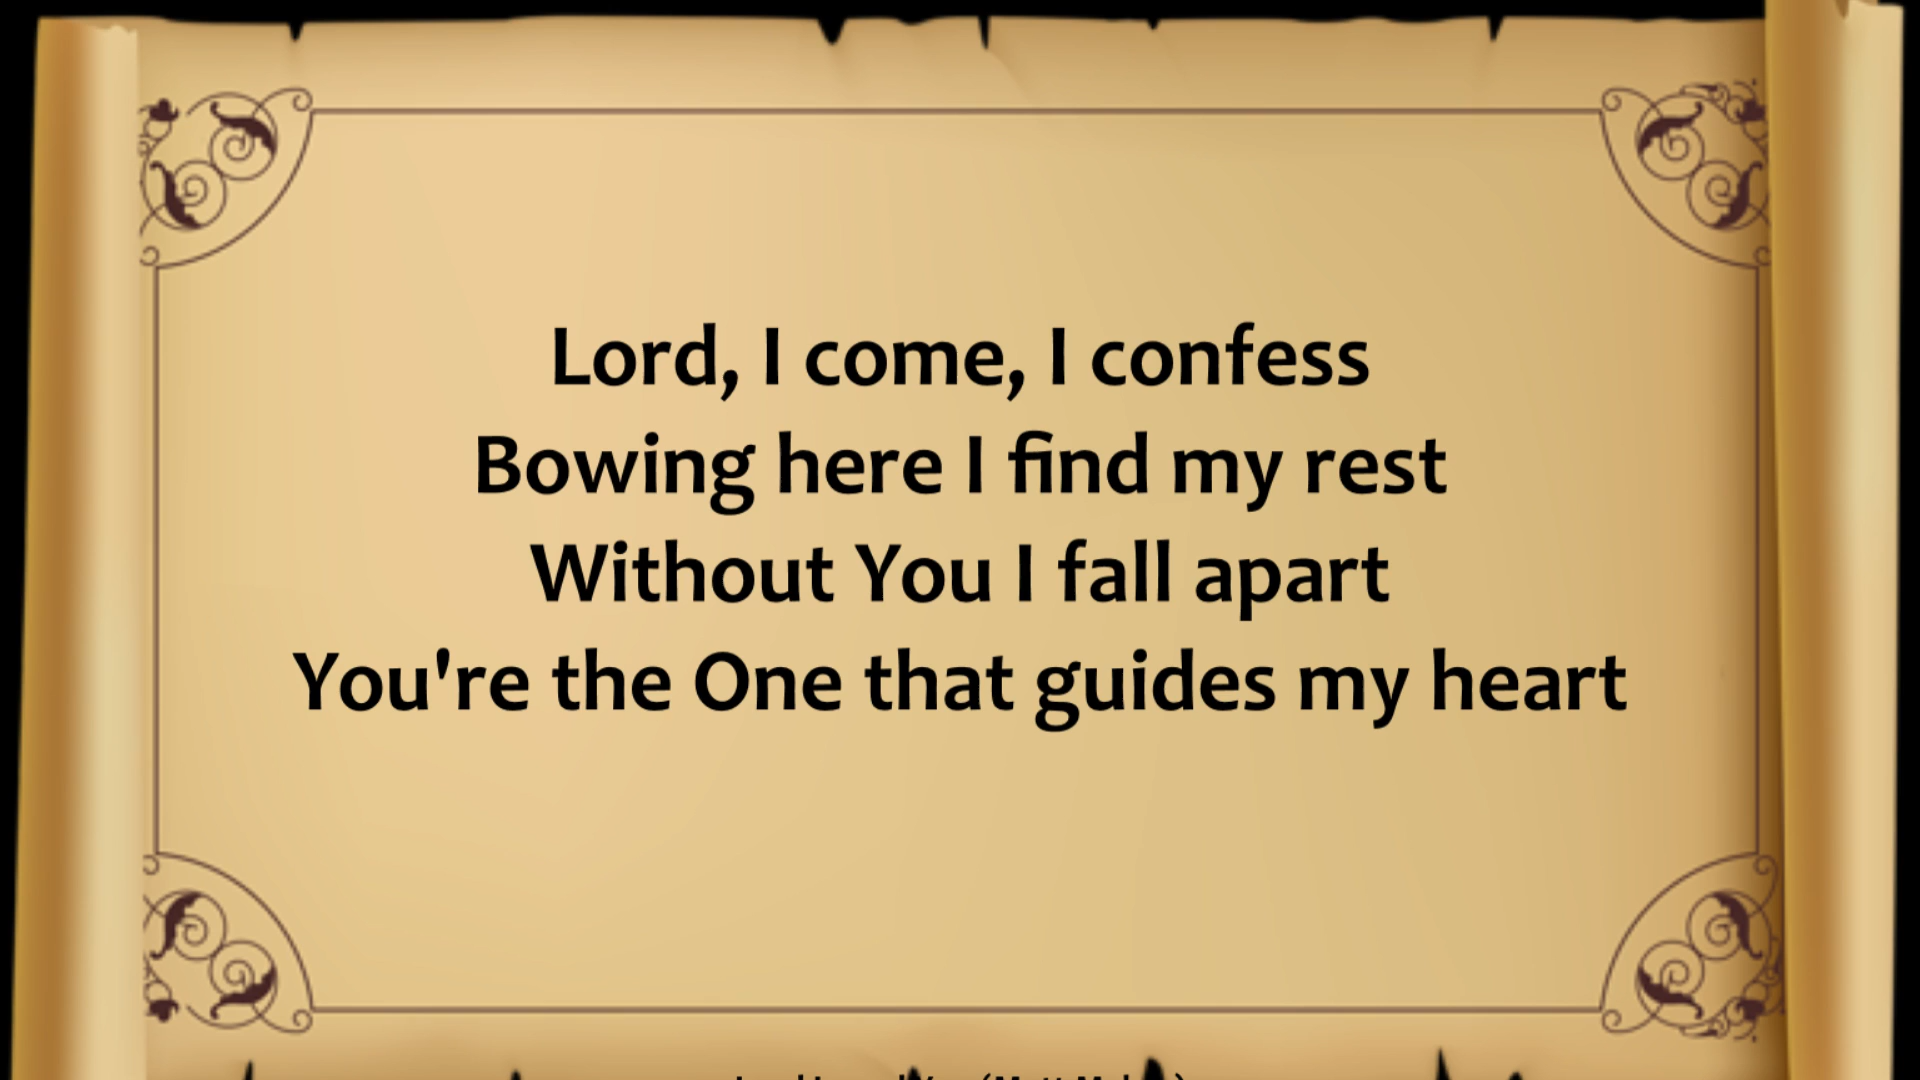 Lord, I come, I confess
Bowing here I find my rest
Without You I fall apart
You're the One that guides my heart